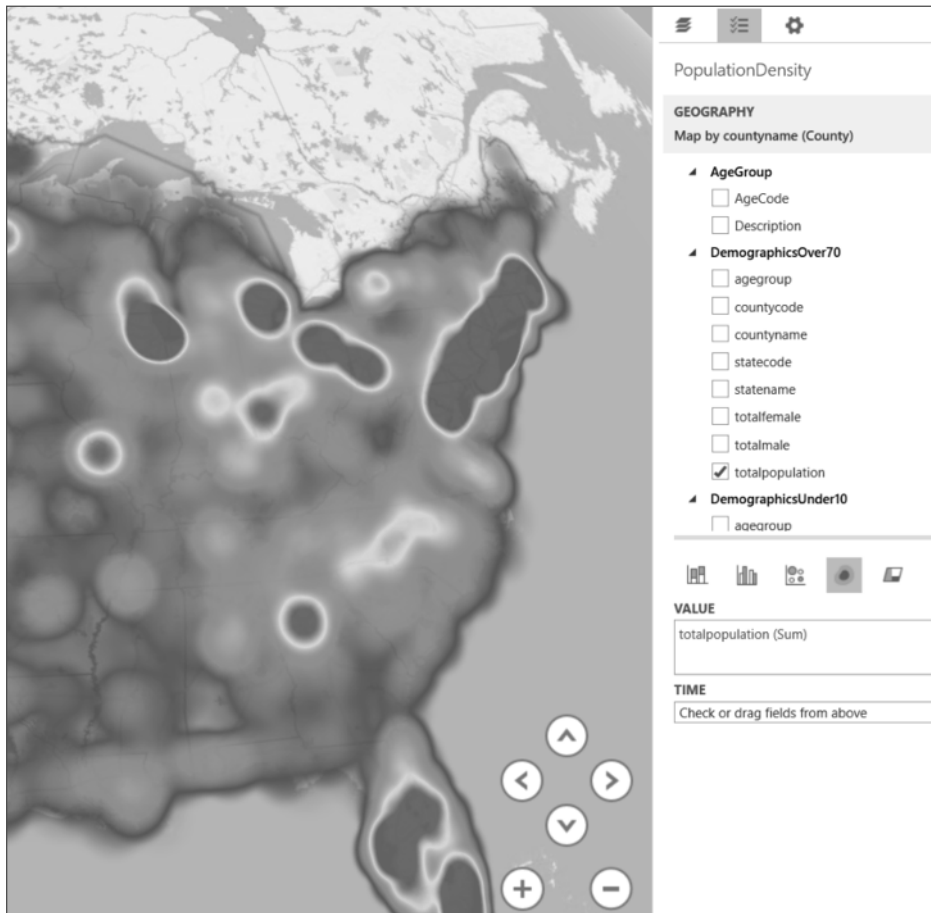 PopulationDensity
GEOGRAPHY
Map by countyname (County)
AgeGroup
AgeCode
Description
DemographicsOver70
agegroup
countycode
countyname
statecode
statename
totalfemale
totalmale
totalpopulation
DemographicsUnder10
agegroup
VALUE
totalpopulation (Sum)
TIME
Check or drag fields from above